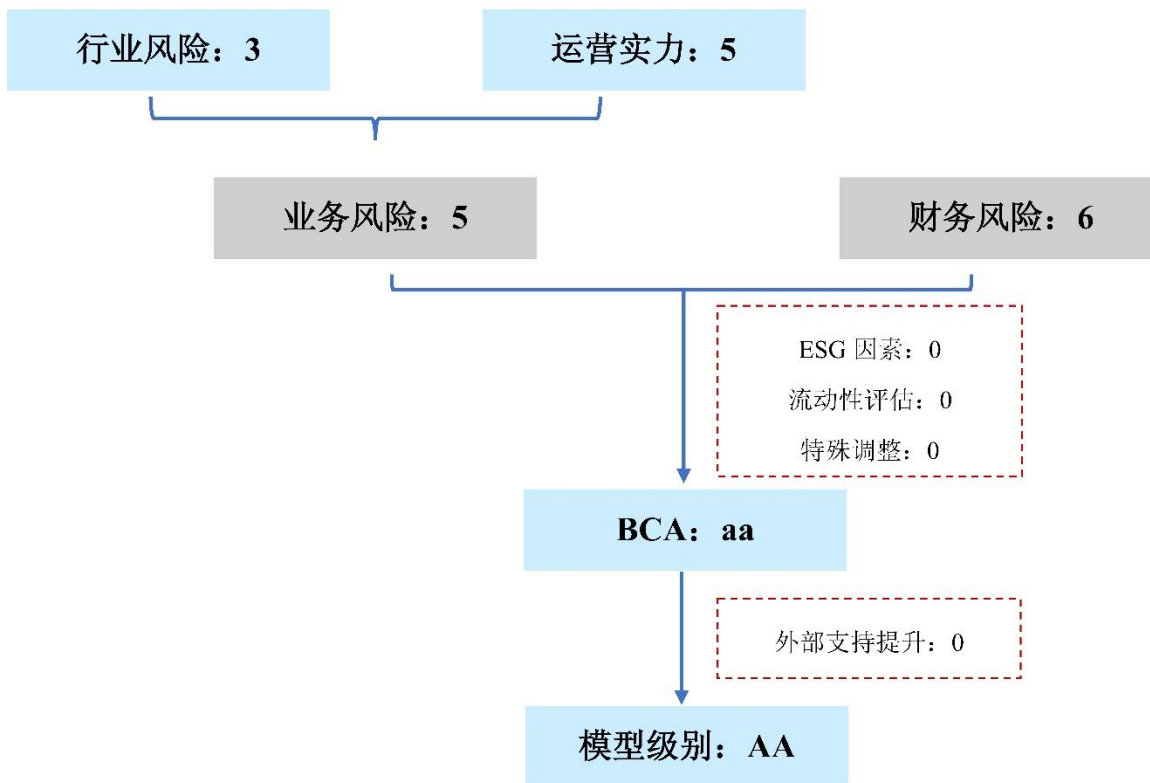 行业风险：3
运营实力：5
业务风险：5
财务风险：6
ESG 因素：0
流动性评估：0
特殊调整：0
BCA：aa
外部支持提升：0
模型级别：AA